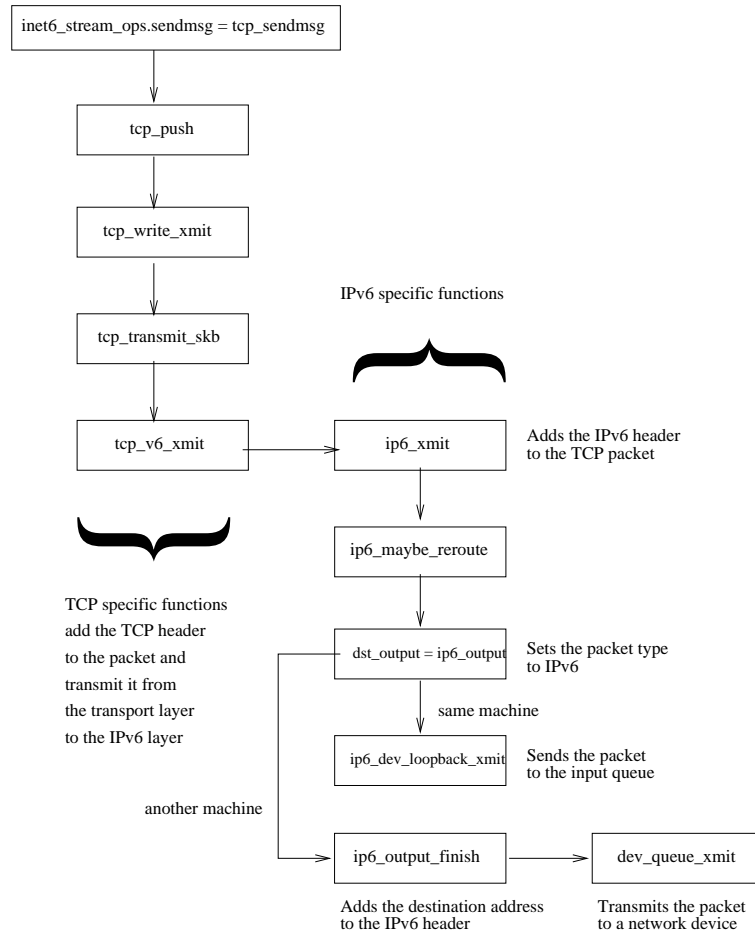 inet6_stream_ops.sendmsg = tcp_sendmsg
tcp_push
tcp_write_xmit
IPv6 specific functions
tcp_transmit_skb
tcp_v6_xmit
ip6_xmit
Adds the IPv6 header
to the TCP packet
ip6_maybe_reroute
TCP specific functions
add the TCP header
to the packet and
transmit it from
the transport layer
to the IPv6 layer
dst_output = ip6_output
Sets the packet type
to IPv6
same machine
ip6_dev_loopback_xmit
Sends the packet
to the input queue
another machine
ip6_output_finish
dev_queue_xmit
Adds the destination address
to the IPv6 header
Transmits the packet
to a network device